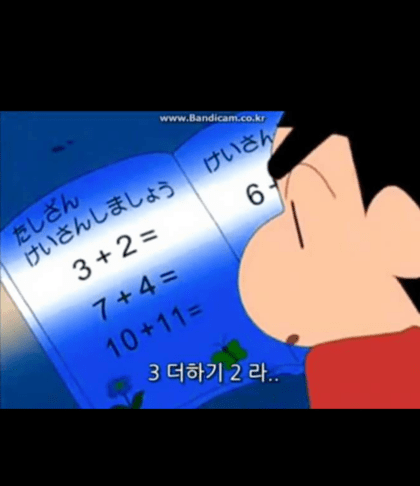 www.Bandicam.co.kr
たしざん
けいさんしましょう
3+2=
7+4=
10+11=
けいさん
6+
3 더하기 2 라..